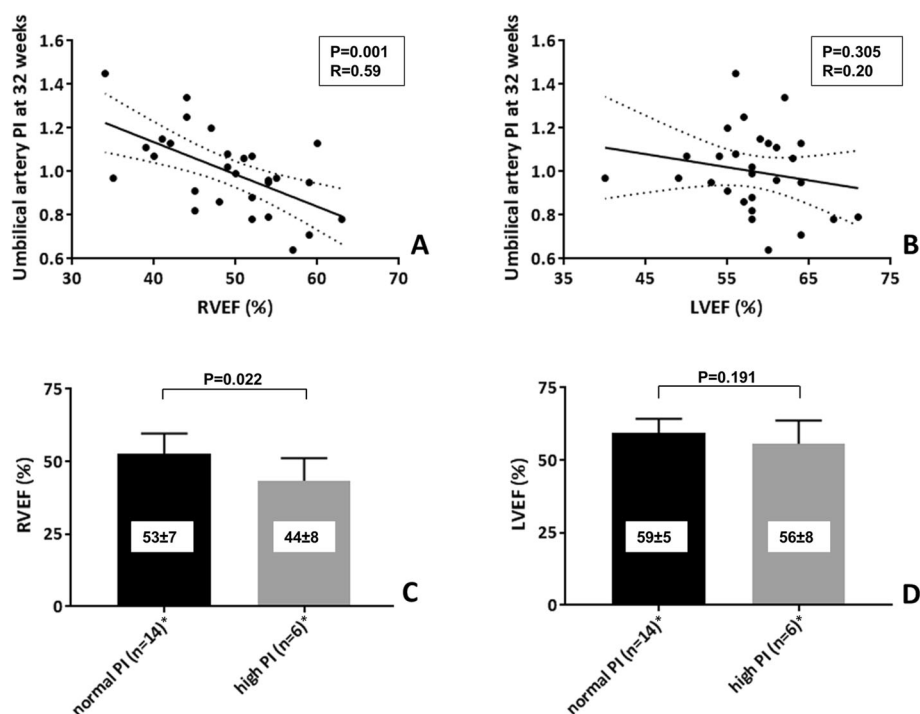 Umbilical artery PI at 32 weeks
1.6
1.4
1.2
1.0
0.8
0.6
P=0.001
R=0.59
A
30
40
50
60
70
RVEF (%)
Umbilical artery PI at 32 weeks
1.6
1.4
1.2
1.0
0.8
0.6
P=0.305
R=0.20
B
35
45
55
65
75
LVEF (%)
P=0.022
RVEF (%)
75
50
25
0
53±7
44±8
C
normal PI (n=14)*
high PI (n=6)*
P=0.191
LVEF (%)
75
50
25
0
59±5
56±8
D
normal PI (n=14)*
high PI (n=6)*